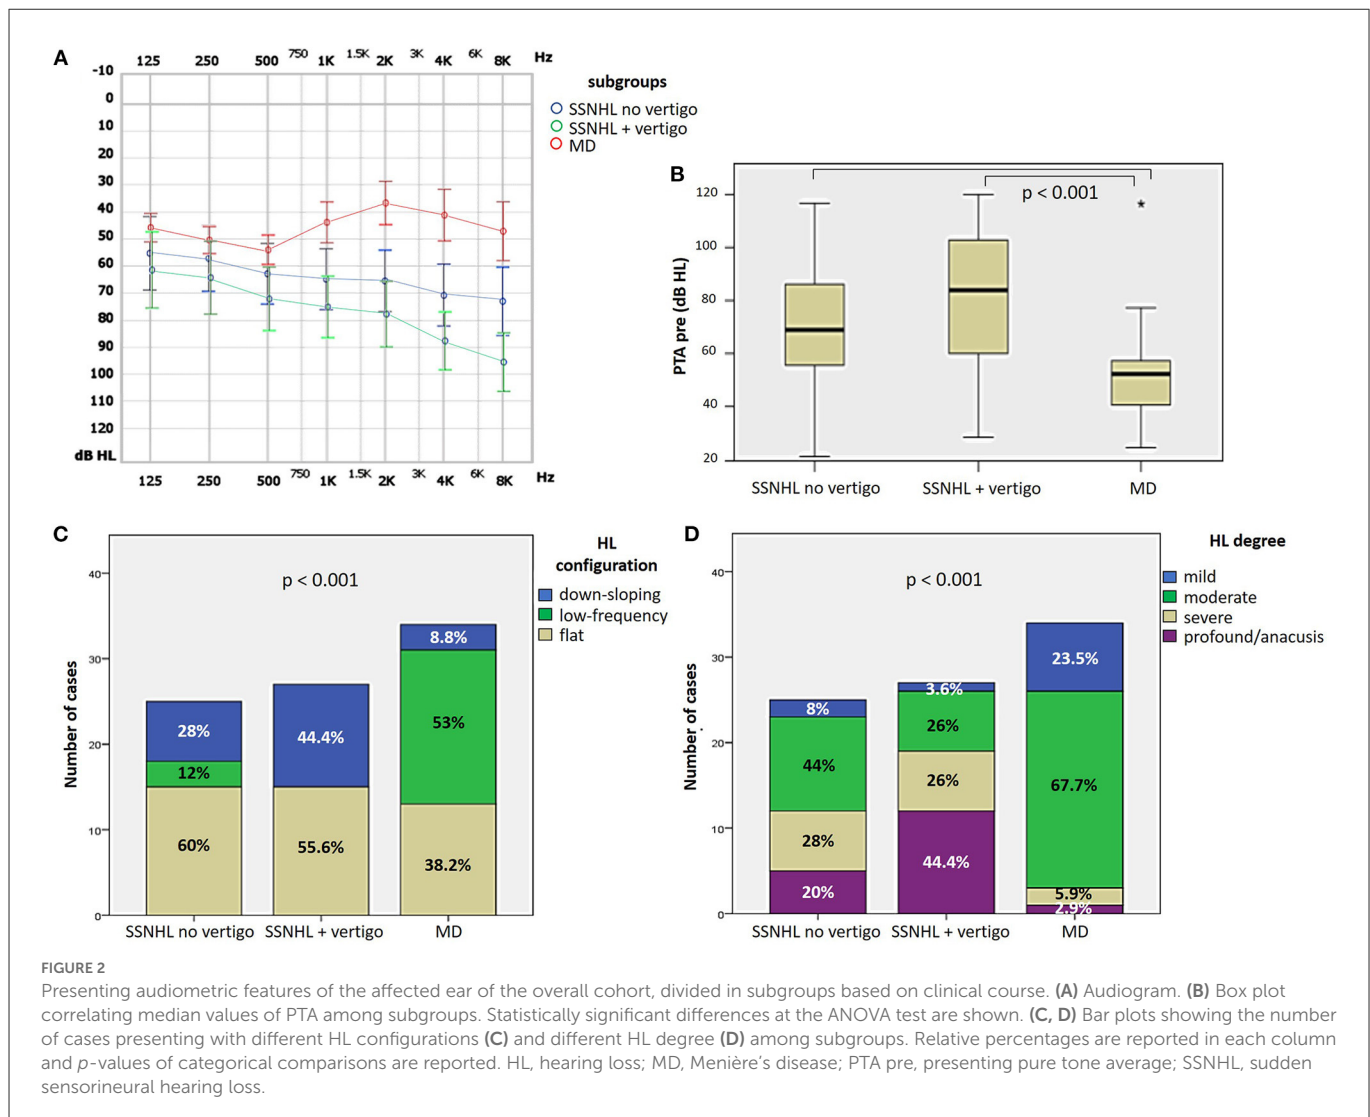 A
125 250 500 750 1K 1.5K 2K 3K 4K 6K 8K Hz
-10
0
10
20
30
40
50
60
70
80
90
100
110
120
dB HL
125 250 500 750 1K 1.5K 2K 3K 4K 6K 8K Hz
subgroups
SSNHL no vertigo
SSNHL + vertigo
MD
B
p < 0.001
*
PTA pre (dB HL)
120
100
80
60
40
20
SSNHL no vertigo SSNHL + vertigo MD
C
p < 0.001
HL
configuration
down-sloping
low-frequency
flat
Number of cases
40
30
20
10
0
28%
12%
60%
44.4%
55.6%
8.8%
53%
38.2%
SSNHL no vertigo SSNHL + vertigo MD
D
p < 0.001
HL degree
mild
moderate
severe
profound/anacusis
Number of cases
40
30
20
10
0
8%
44%
28%
20%
3.6%
26%
26%
44.4%
23.5%
67.7%
5.9%
2.9%
SSNHL no vertigo SSNHL + vertigo MD
FIGURE 2
Presenting audiometric features of the affected ear of the overall cohort, divided in subgroups based on clinical course. (A) Audiogram. (B) Box plot
correlating median values of PTA among subgroups. Statistically significant differences at the ANOVA test are shown. (C, D) Bar plots showing the number
of cases presenting with different HL configurations (C) and different HL degree (D) among subgroups. Relative percentages are reported in each column
and p-values of categorical comparisons are reported. HL, hearing loss; MD, Menière's disease; PTA pre, presenting pure tone average; SSNHL, sudden
sensorineural hearing loss.